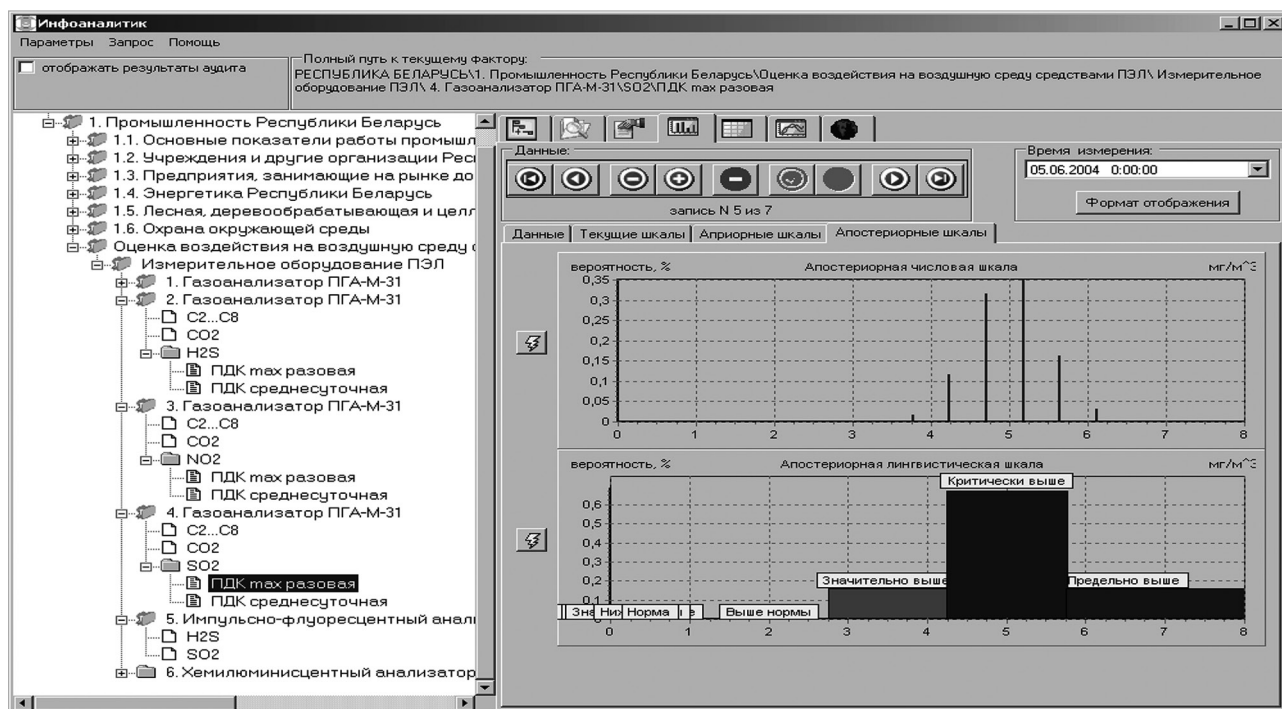 Инфоаналитик
Параметры Запрос Помощь
отображать результаты аудита
Полный путь к текущему фактору:
РЕСПУБЛИКА БЕЛАРУСЬ\1. Промышленность Республики Беларусь\Оценка воздействия на воздушную среду средствами ПЭЛ\ Измерительное
оборудование ПЭЛ\ 4. Газоанализатор ПГА-М-31\SO2\ПДК max разовая
1. Промышленность Республики Беларусь
1.1. Основные показатели работы промышл
1.2. Учреждения и другие организации Рес
1.3. Предприятия, занимающие на рынке до
1.4. Энергетика Республики Беларусь
1.5. Лесная, деревообрабатывающая и целл
1.6. Охрана окружающей среды
Оценка воздействия на воздушную среду с
Измерительное оборудование ПЭЛ
1. Газоанализатор ПГА-М-31
2. Газоанализатор ПГА-М-31
C2...C8
CO2
H2S
ПДК max разовая
ПДК среднесуточная
3. Газоанализатор ПГА-М-31
C2...C8
CO2
NO2
ПДК max разовая
ПДК среднесуточная
4. Газоанализатор ПГА-М-31
C2...C8
CO2
SO2
ПДК max разовая
ПДК среднесуточная
5. Импульсно-флуоресцентный анали
H2S
SO2
6. Хемилюминисцентный анализатор
Данные:
запись N 5 из 7
Время измерения:
05.06.2004 0:00:00
Формат отображения
Данные Текущие шкалы Априорные шкалы Апостериорные шкалы
вероятность, % Апостериорная числовая шкала мг/м^3
0,35
0,3
0,25
0,2
0,15
0,1
0,05
0
0 1 2 3 4 5 6 7 8
вероятность, % Апостериорная лингвистическая шкала мг/м^3
Критически выше
0,6
0,5
0,4
0,3
0,2
Значительно выше Предельно выше
0,1
Зна Них Норма е Выше нормы
0
0 1 2 3 4 5 6 7 8